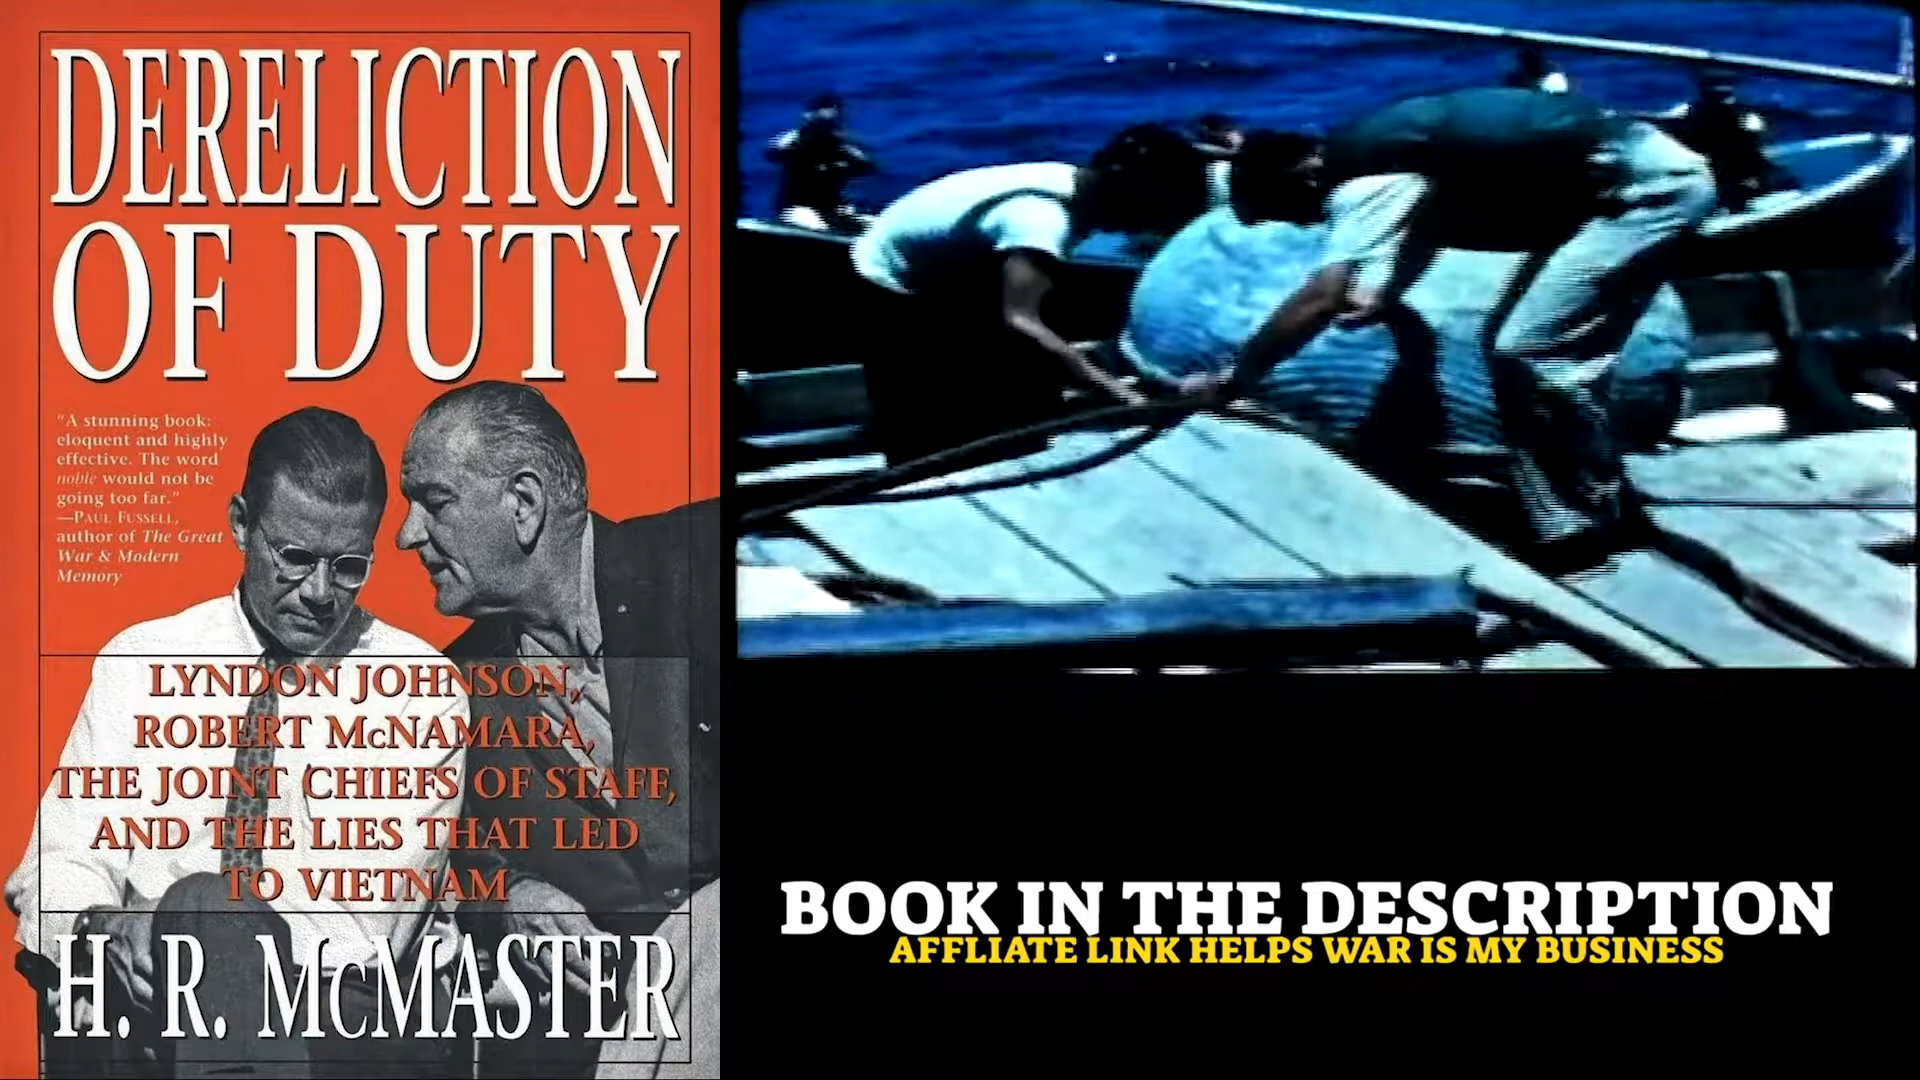 DERELICTION
OF DUTY
"A stunning book:
eloquent and highly
effective. The word
noble would not be
going too far."
—PAUL FUSSELL,
author of The Great
War & Modern
Memory
LYNDON JOHNSON,
ROBERT McNAMARA,
THE JOINT CHIEFS OF STAFF,
AND THE LIES THAT LED
TO VIETNAM
H. R. McMASTER
BOOK IN THE DESCRIPTION
AFFLIATE LINK HELPS WAR IS MY BUSINESS